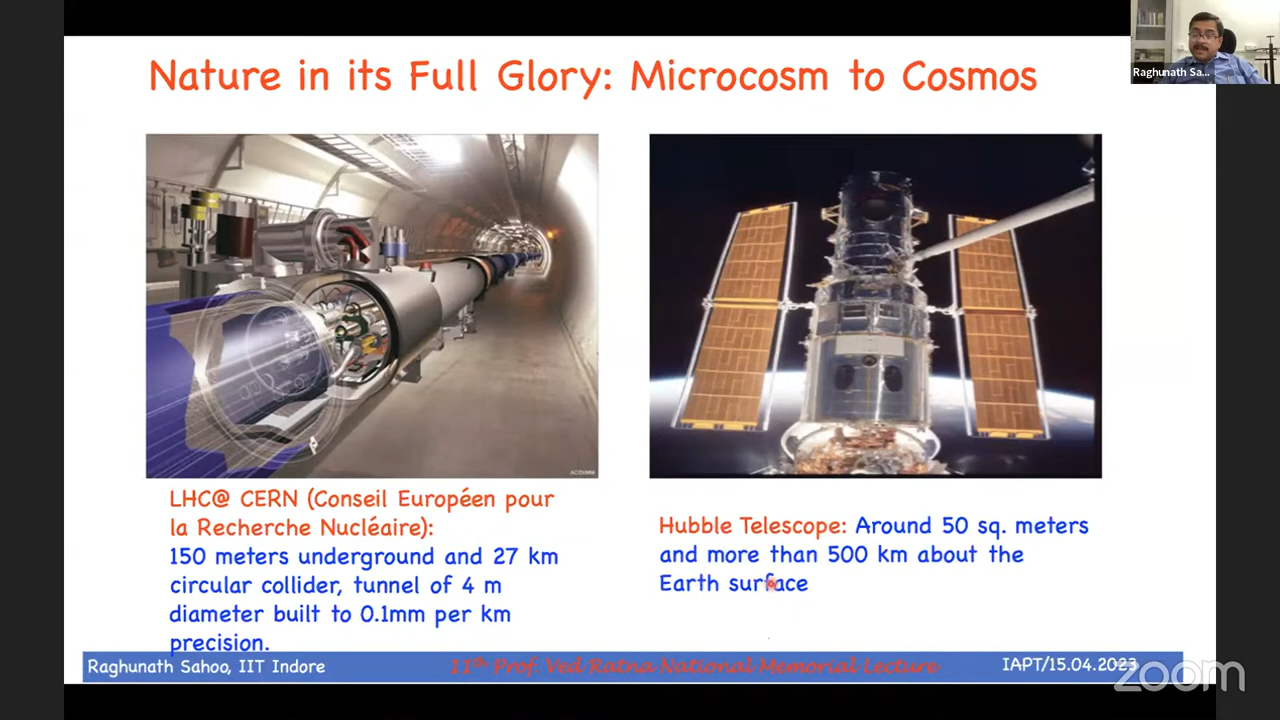 Nature in its Full Glory: Microcosm to Cosmos
Raghunath Sa...
LHC@ CERN (Conseil Européen pour
la Recherche Nucléaire):
150 meters underground and 27 km
circular collider, tunnel of 4 m
diameter built to 0.1mm per km
precision.
Hubble Telescope: Around 50 sq. meters
and more than 500 km about the
Earth surface
Raghunath Sahoo, IIT Indore
11th Prof. Ved Ratna National Memorial Lecture
IAPT/15.04.2023
zoom